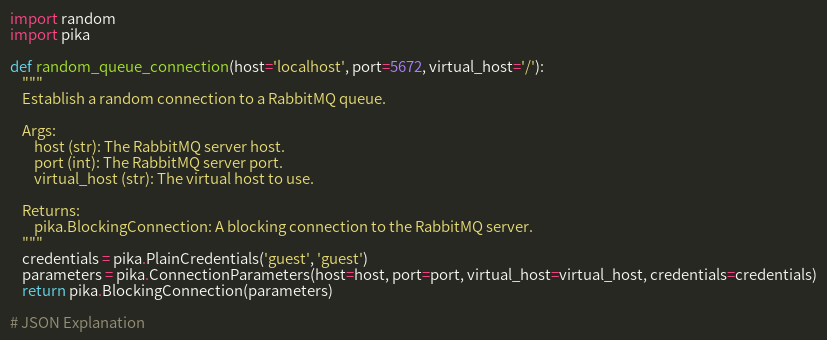 import random
import pika

def random_queue_connection(host='localhost', port=5672, virtual_host='/'):
    """
    Establish a random connection to a RabbitMQ queue.

    Args:
        host (str): The RabbitMQ server host.
        port (int): The RabbitMQ server port.
        virtual_host (str): The virtual host to use.

    Returns:
        pika.BlockingConnection: A blocking connection to the RabbitMQ server.
    """
    credentials = pika.PlainCredentials('guest', 'guest')
    parameters = pika.ConnectionParameters(host=host, port=port, virtual_host=virtual_host, credentials=credentials)
    return pika.BlockingConnection(parameters)

# JSON Explanation